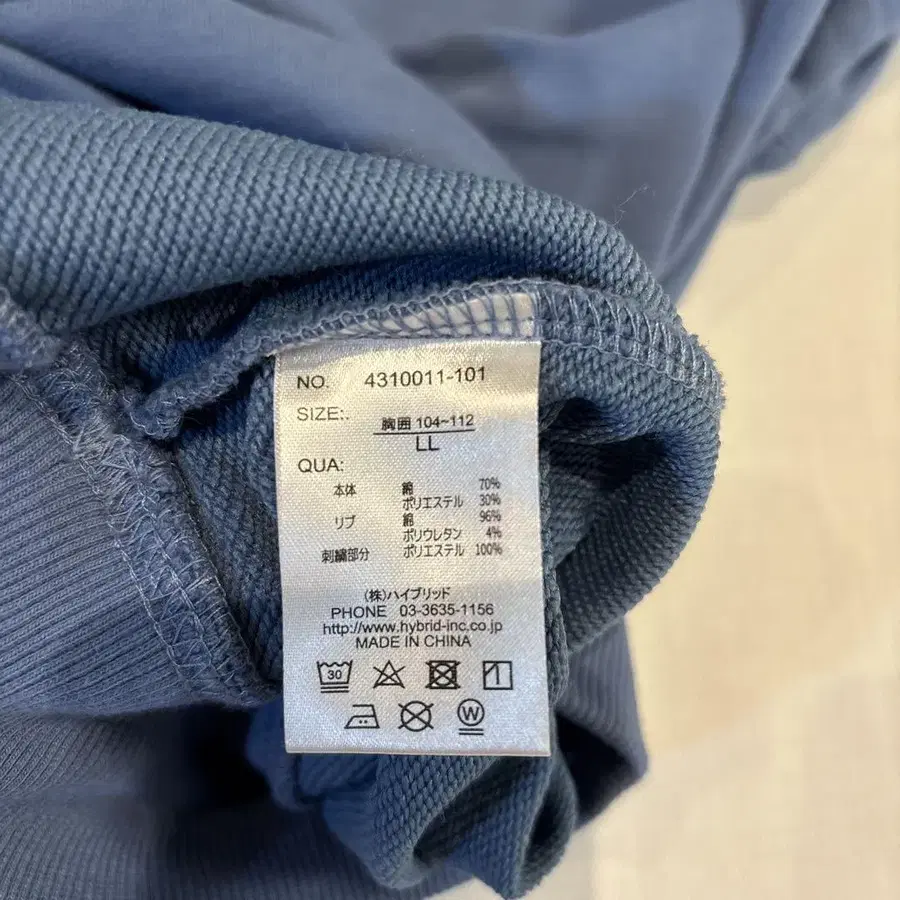 NO. 4310011-101
SIZE:. 胸囲 104~112
LL
QUA:
本体 綿 70%
ポリエステル 30%
リブ 綿 96%
ポリウレタン 4%
刺繍部分 ポリエステル 100%
(株)ハイブリッド
PHONE 03-3635-1156
http://www.hybrid-inc.co.jp
MADE IN CHINA
30
W